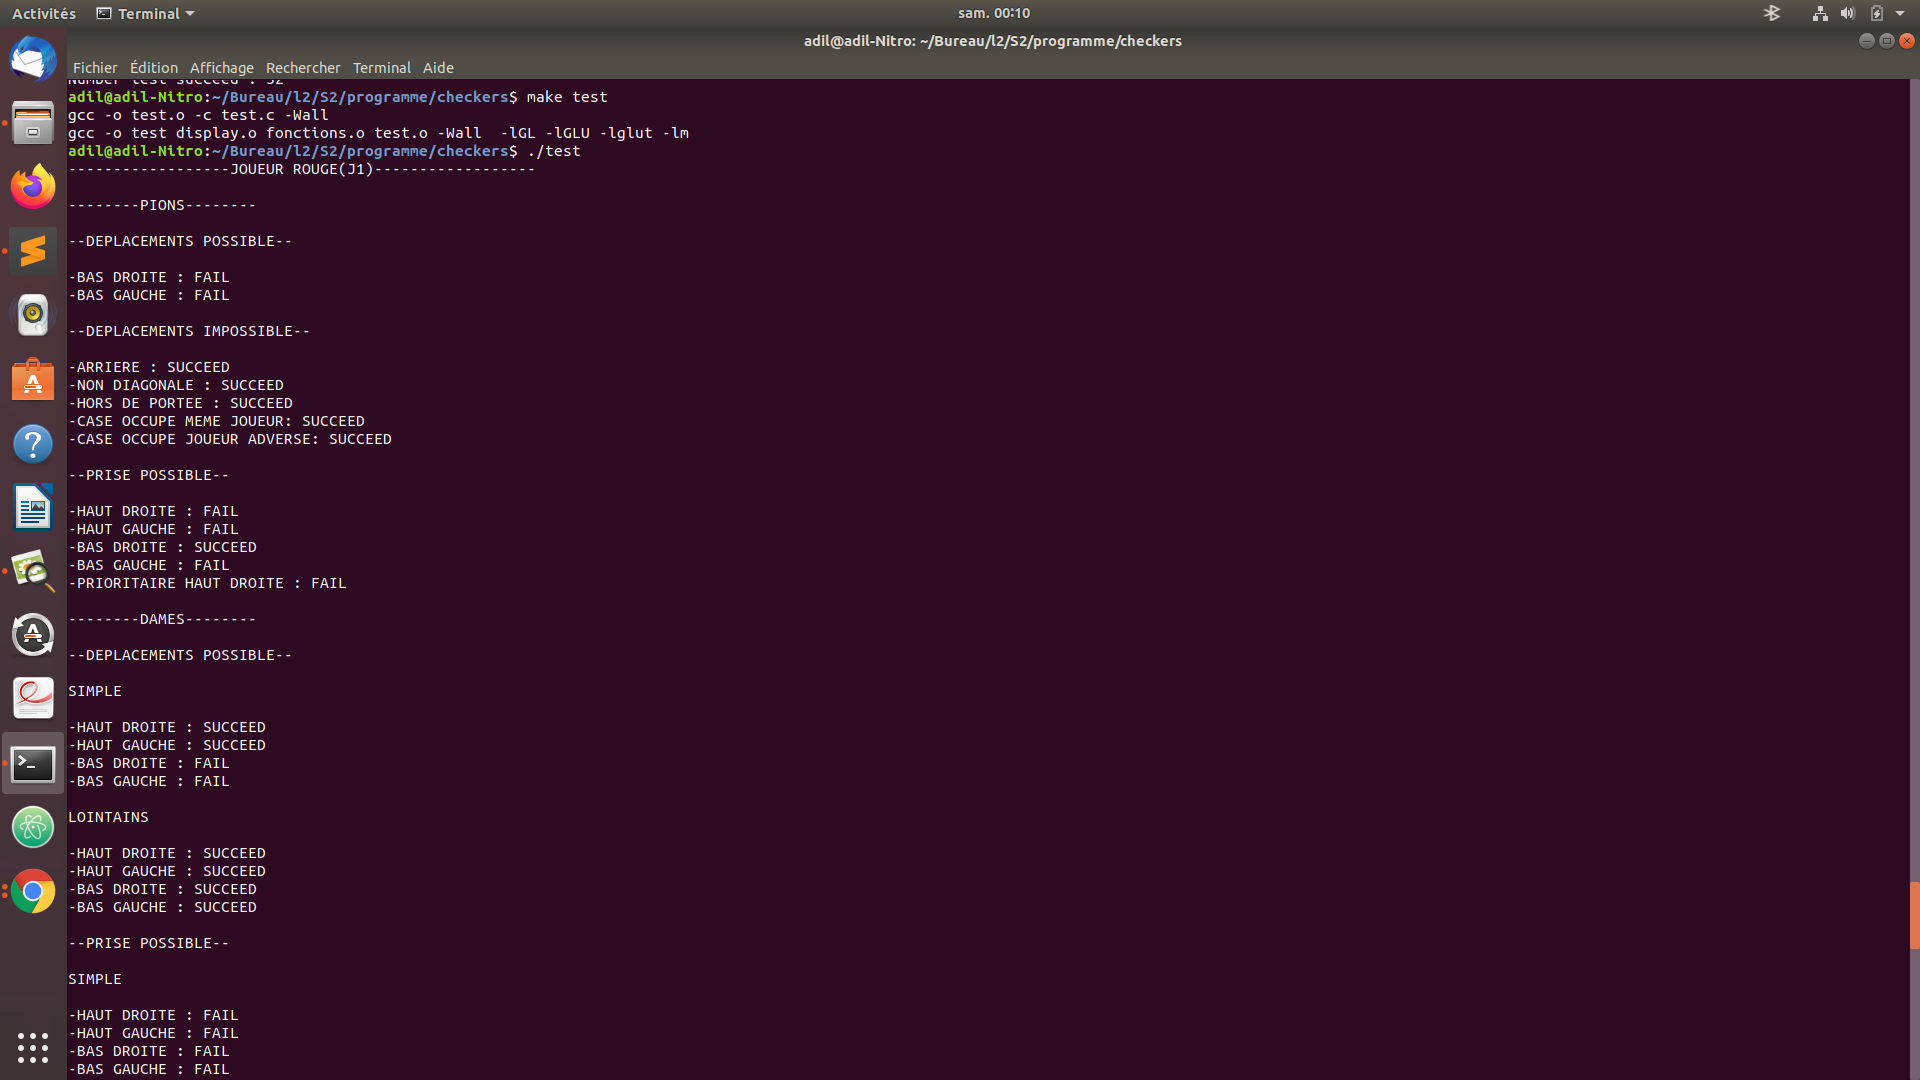 Activités Terminal sam. 00:10
adil@adil-Nitro: ~/Bureau/l2/S2/programme/checkers
Fichier Édition Affichage Rechercher Terminal Aide
Number test succeed : 52
adil@adil-Nitro:~/Bureau/l2/S2/programme/checkers$ make test
gcc -o test.o -c test.c -Wall
gcc -o test display.o fonctions.o test.o -Wall  -lGL -lGLU -lglut -lm
adil@adil-Nitro:~/Bureau/l2/S2/programme/checkers$ ./test
------------------JOUEUR ROUGE(J1)------------------
--------PIONS--------
--DEPLACEMENTS POSSIBLE--
-BAS DROITE : FAIL
-BAS GAUCHE : FAIL
--DEPLACEMENTS IMPOSSIBLE--
-ARRIERE : SUCCEED
-NON DIAGONALE : SUCCEED
-HORS DE PORTEE : SUCCEED
-CASE OCCUPE MEME JOUEUR: SUCCEED
-CASE OCCUPE JOUEUR ADVERSE: SUCCEED
--PRISE POSSIBLE--
-HAUT DROITE : FAIL
-HAUT GAUCHE : FAIL
-BAS DROITE : SUCCEED
-BAS GAUCHE : FAIL
-PRIORITAIRE HAUT DROITE : FAIL
--------DAMES--------
--DEPLACEMENTS POSSIBLE--
SIMPLE
-HAUT DROITE : SUCCEED
-HAUT GAUCHE : SUCCEED
-BAS DROITE : FAIL
-BAS GAUCHE : FAIL
LOINTAINS
-HAUT DROITE : SUCCEED
-HAUT GAUCHE : SUCCEED
-BAS DROITE : SUCCEED
-BAS GAUCHE : SUCCEED
--PRISE POSSIBLE--
SIMPLE
-HAUT DROITE : FAIL
-HAUT GAUCHE : FAIL
-BAS DROITE : FAIL
-BAS GAUCHE : FAIL